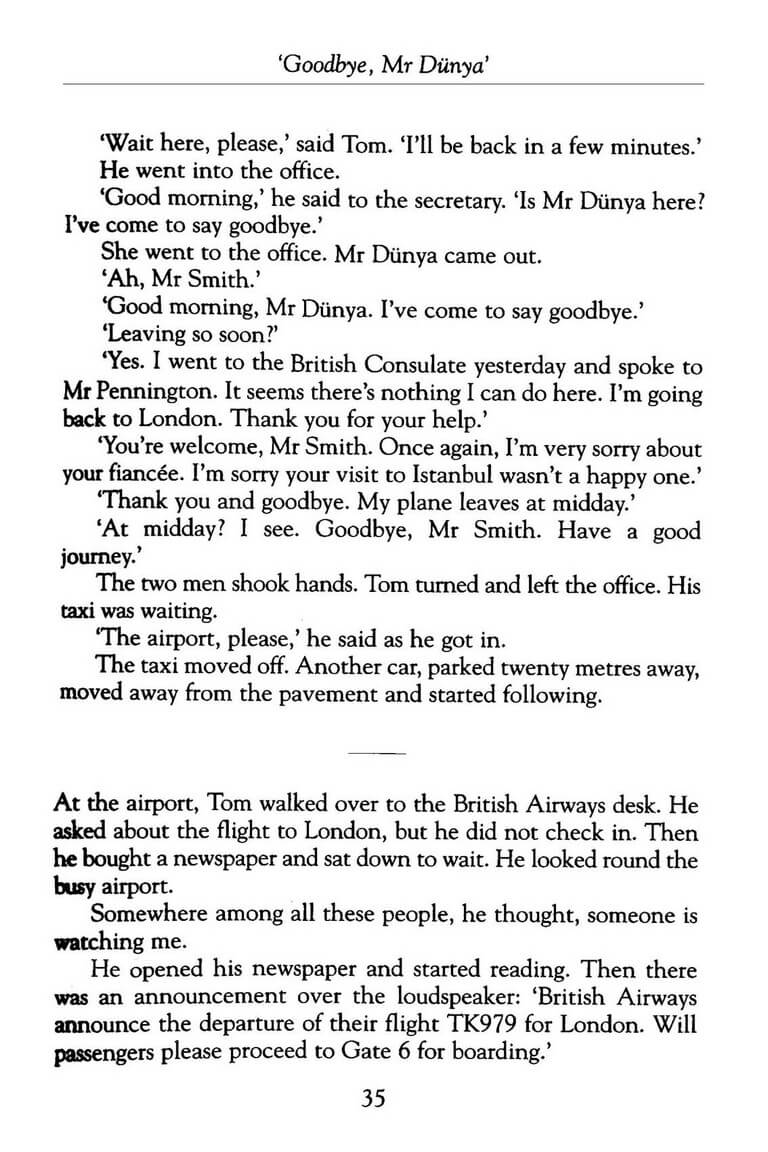 ‘Goodbye, Mr Dünya’
‘Wait here, please,’ said Tom. ‘I’ll be back in a few minutes.’
He went into the office.
‘Good morning,’ he said to the secretary. ‘Is Mr Dünya here?
I’ve come to say goodbye.’
She went to the office. Mr Dünya came out.
‘Ah, Mr Smith.’
‘Good morning, Mr Dünya. I’ve come to say goodbye.’
‘Leaving so soon?’
‘Yes. I went to the British Consulate yesterday and spoke to
Mr Pennington. It seems there’s nothing I can do here. I’m going
back to London. Thank you for your help.’
‘You’re welcome, Mr Smith. Once again, I’m very sorry about
your fiancée. I’m sorry your visit to Istanbul wasn’t a happy one.’
‘Thank you and goodbye. My plane leaves at midday.’
‘At midday? I see. Goodbye, Mr Smith. Have a good
journey.’
The two men shook hands. Tom turned and left the office. His
taxi was waiting.
‘The airport, please,’ he said as he got in.
The taxi moved off. Another car, parked twenty metres away,
moved away from the pavement and started following.
At the airport, Tom walked over to the British Airways desk. He
asked about the flight to London, but he did not check in. Then
he bought a newspaper and sat down to wait. He looked round the
busy airport.
Somewhere among all these people, he thought, someone is
watching me.
He opened his newspaper and started reading. Then there
was an announcement over the loudspeaker: ‘British Airways
announce the departure of their flight TK979 for London. Will
passengers please proceed to Gate 6 for boarding.’
35